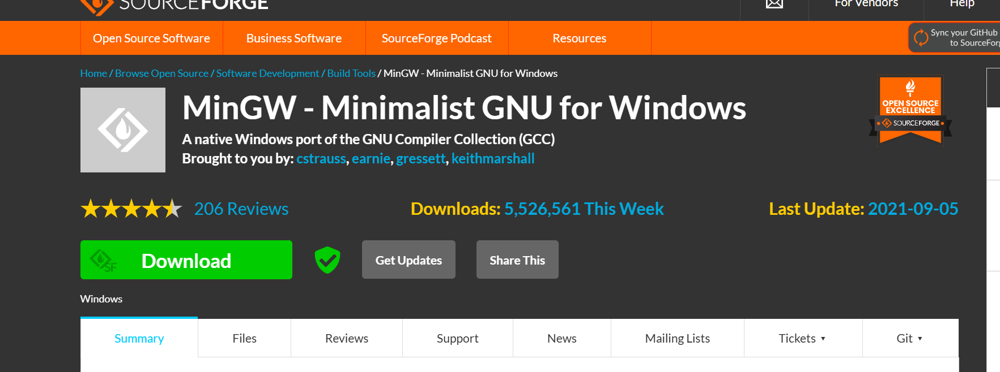 SOURCEFORGE
For Vendors
Help
Open Source Software
Business Software
SourceForge Podcast
Resources
Sync your GitHub
to
Home / Browse Open Source / Software Development / Build Tools / MinGW - Minimalist GNU for Windows
MinGW - Minimalist GNU for Windows
A native Windows port of the GNU Compiler Collection (GCC)
Brought to you by: cstrauss, earnie, gressett, keithmarshall
OPEN SOURCE
EXCELLENCE
SOURCEFORGE
206 Reviews
Downloads: 5,526,561 This Week
Last Update: 2021-09-05
SF
Download
Get Updates
Share This
Windows
Summary
Files
Reviews
Support
News
Mailing Lists
Tickets ▾
Git ▾